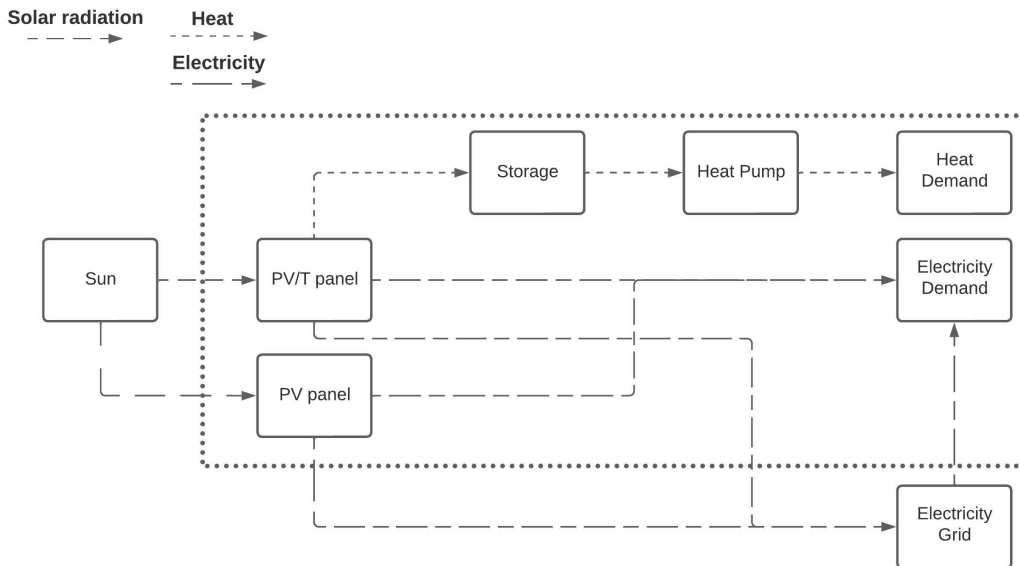 Solar radiation
Heat
Electricity
Storage
Heat Pump
Heat
Demand
Sun
PV/T panel
Electricity
Demand
PV panel
Electricity
Grid